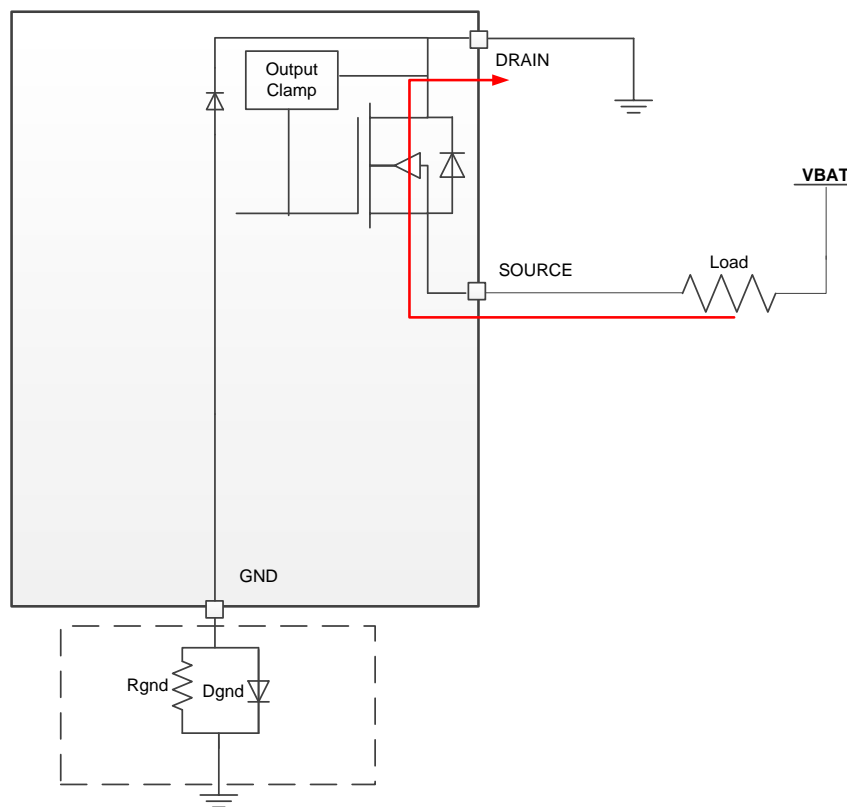 DRAIN
Output
Clamp
VBAT
SOURCE
Load
GND
Rgnd
Dgnd